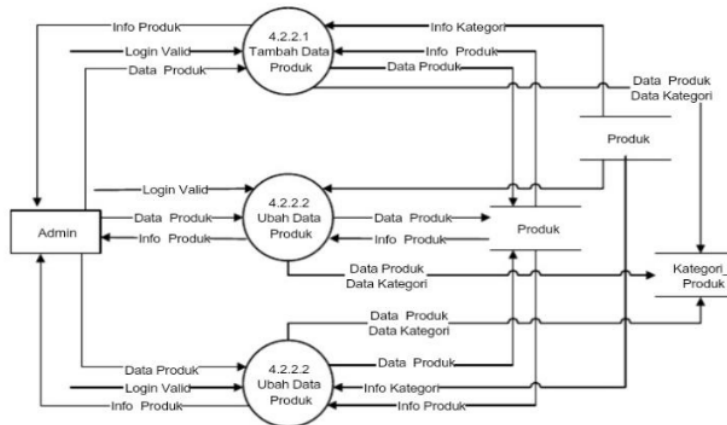 Info Produk
Info Kategori
4.2.2.1
Tambah Data
Produk
Login Valid
Info Produk
Data Produk
Data Produk
Data Produk
Data Kategori
Produk
Login Valid
4.2.2.2
Ubah Data
Produk
Admin
Data Produk
Info Produk
Data Produk
Info Produk
Produk
Data Produk
Data Kategori
Kategori
Produk
Data Produk
Data Kategori
4.2.2.2
Ubah Data
Produk
Data Produk
Data Produk
Login Valid
Info Kategori
Info Produk
Info Produk